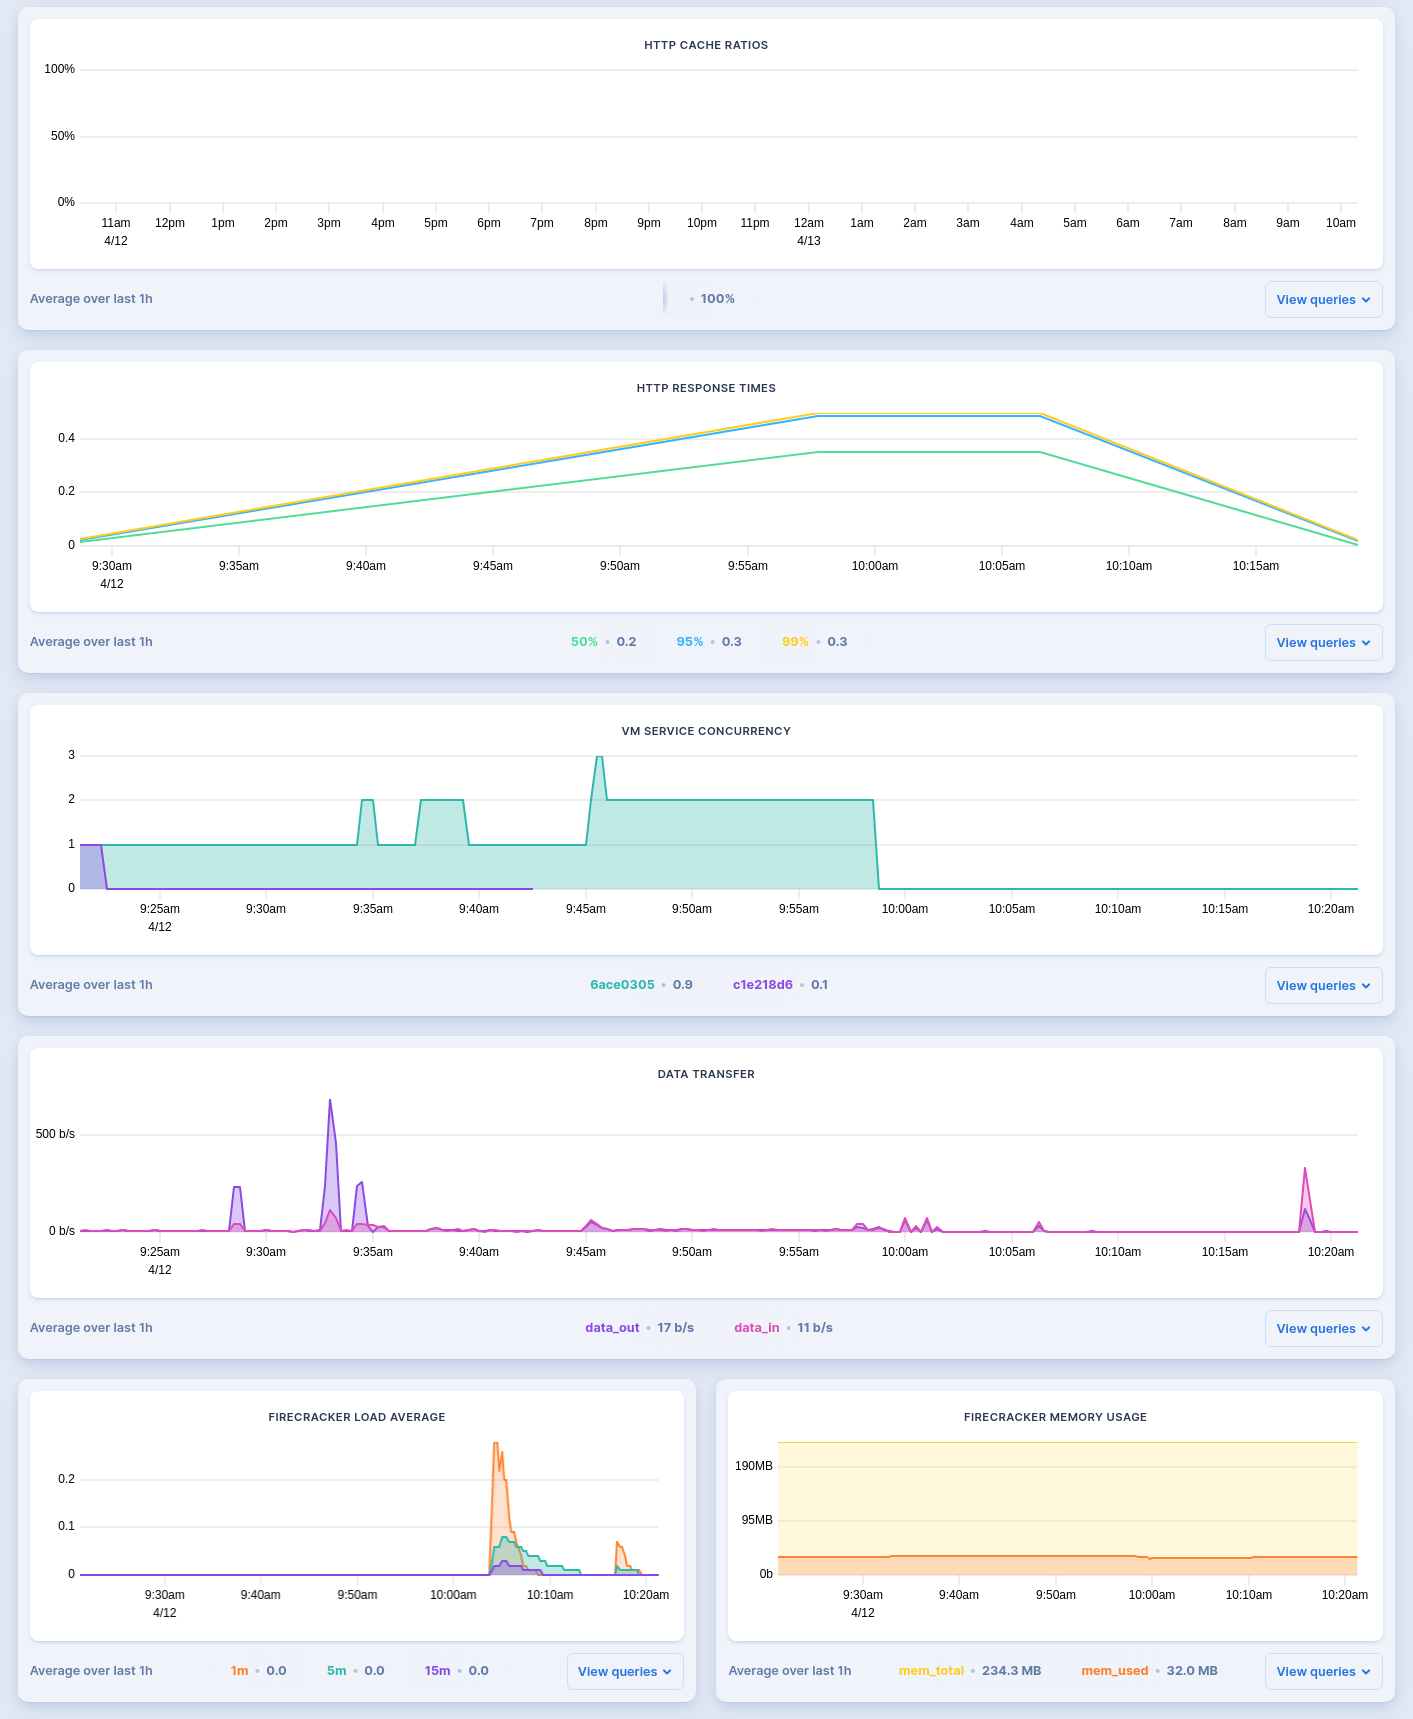 HTTP CACHE RATIOS
100%
50%
0%
11am 12pm 1pm 2pm 3pm 4pm 5pm 6pm 7pm 8pm 9pm 10pm 11pm 12am 1am 2am 3am 4am 5am 6am 7am 8am 9am 10am
4/12 4/13
Average over last 1h • 100% View queries
HTTP RESPONSE TIMES
0.4
0.2
0
9:30am 9:35am 9:40am 9:45am 9:50am 9:55am 10:00am 10:05am 10:10am 10:15am
4/12
Average over last 1h 50% • 0.2 95% • 0.3 99% • 0.3 View queries
VM SERVICE CONCURRENCY
3
2
1
0
9:25am 9:30am 9:35am 9:40am 9:45am 9:50am 9:55am 10:00am 10:05am 10:10am 10:15am 10:20am
4/12
Average over last 1h 6ace0305 • 0.9 c1e218d6 • 0.1 View queries
DATA TRANSFER
500 b/s
0 b/s
9:25am 9:30am 9:35am 9:40am 9:45am 9:50am 9:55am 10:00am 10:05am 10:10am 10:15am 10:20am
4/12
Average over last 1h data_out • 17 b/s data_in • 11 b/s View queries
FIRECRACKER LOAD AVERAGE
0.2
0.1
0
9:30am 9:40am 9:50am 10:00am 10:10am 10:20am
4/12
Average over last 1h 1m • 0.0 5m • 0.0 15m • 0.0 View queries
FIRECRACKER MEMORY USAGE
190MB
95MB
0b
9:30am 9:40am 9:50am 10:00am 10:10am 10:20am
4/12
Average over last 1h mem_total • 234.3 MB mem_used • 32.0 MB View queries